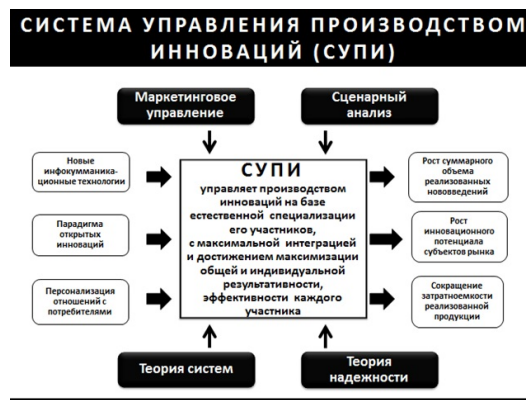 СИСТЕМА УПРАВЛЕНИЯ ПРОИЗВОДСТВОМ
ИННОВАЦИЙ (СУПИ)
Маркетинговое
управление
Сценарный
анализ
Новые
инфокумманика-
ционные технологии
Парадигма
открытых
инноваций
Персонализация
отношений с
потребителями
СУПИ
управляет производством
инноваций на базе
естественной специализации
его участников,
с максимальной интеграцией
и достижением максимизации
общей и индивидуальной
результативности,
эффективности каждого
участника
Рост суммарного
объема
реализованных
нововведений
Рост
инновационного
потенциала
субъектов рынка
Сокращение
затратноемкости
реализованной
продукции
Теория систем
Теория
надежности